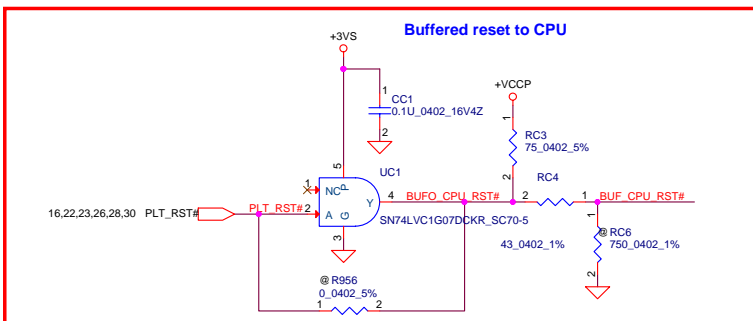 Buffered reset to CPU
+3VS
+VCCP
1
CC1
0.1U_0402_16V4Z
2
1
RC3
75_0402_5%
2
5
UC1
RC4
1
NC
P
Y
4
BUFO_CPU_RST#
2
1
BUF_CPU_RST#
16,22,23,26,28,30 PLT_RST#
PLT_RST#
2
A
G
SN74LVC1G07DCKR_SC70-5
3
43_0402_1%
1
@ RC6
750_0402_1%
2
@ R956
0_0402_5%
1
2